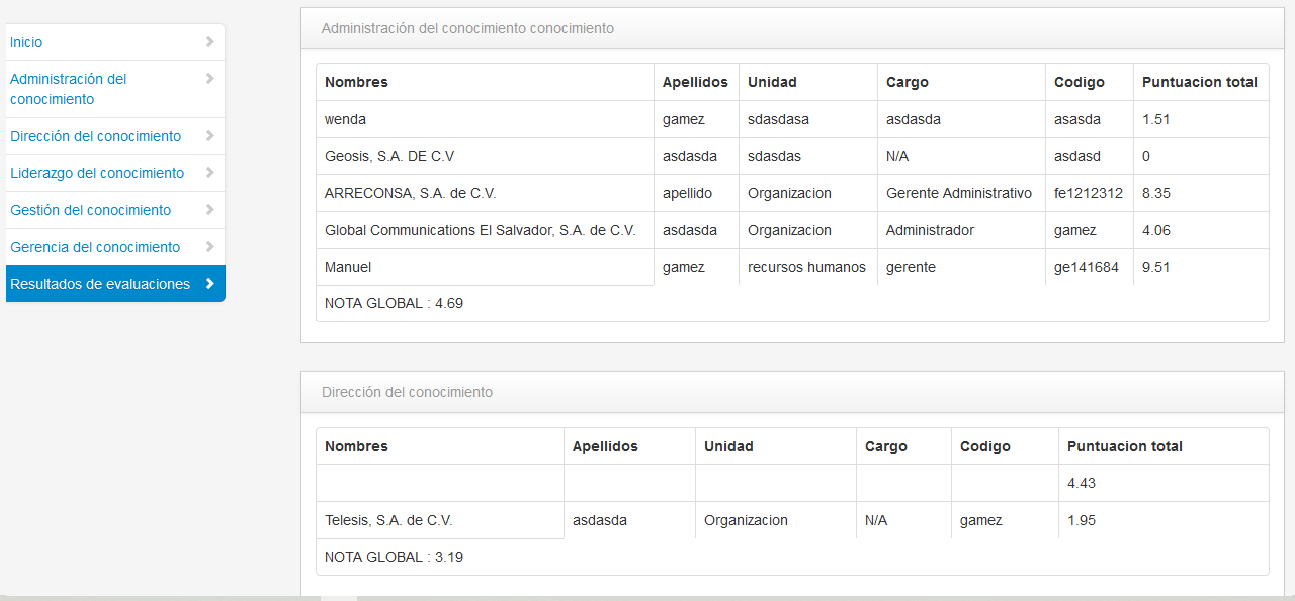 Inicio
Administración del
conocimiento
Dirección del conocimiento
Liderazgo del conocimiento
Gestión del conocimiento
Gerencia del conocimiento
Resultados de evaluaciones
Administración del conocimiento conocimiento
Nombres Apellidos Unidad Cargo Codigo Puntuacion total
wenda gamez sdasdasa asdasda asasda 1.51
Geosis, S.A. DE C.V asdasda sdasdas N/A asdasd 0
ARRECONSA, S.A. de C.V. apellido Organizacion Gerente Administrativo fe1212312 8.35
Global Communications El Salvador, S.A. de C.V. asdasda Organizacion Administrador gamez 4.06
Manuel gamez recursos humanos gerente ge141684 9.51
NOTA GLOBAL : 4.69
Dirección del conocimiento
Nombres Apellidos Unidad Cargo Codigo Puntuacion total
4.43
Telesis, S.A. de C.V. asdasda Organizacion N/A gamez 1.95
NOTA GLOBAL : 3.19